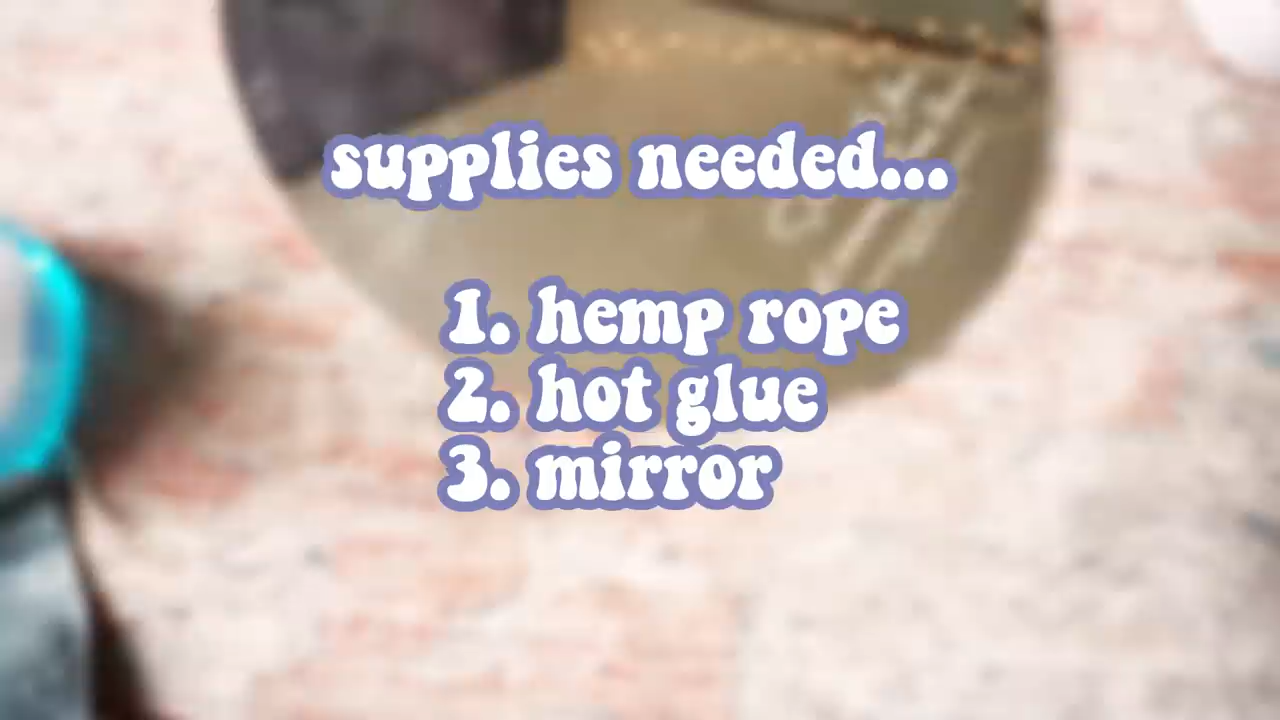 supplies needed...
1. hemp rope
2. hot glue
3. mirror